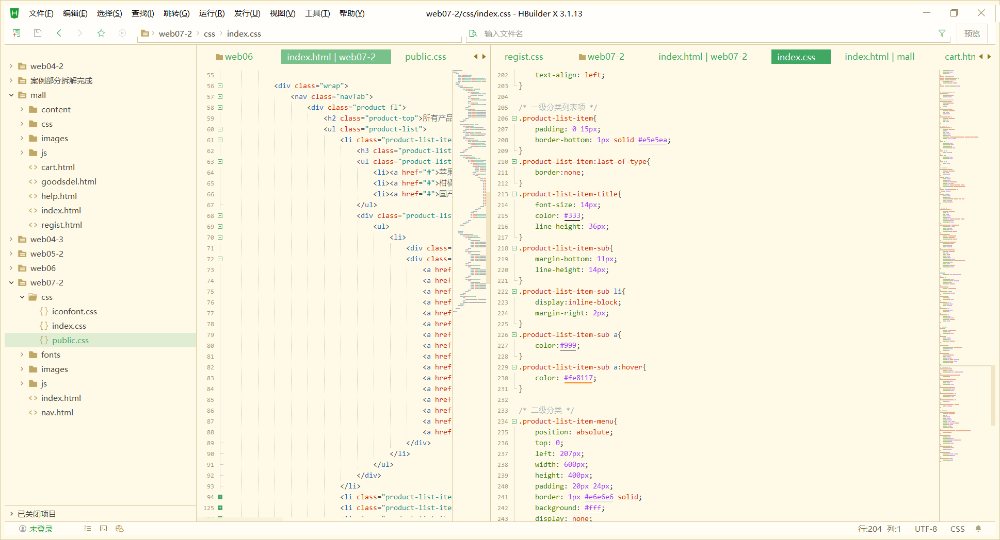 文件(F) 编辑(E) 选择(S) 查找(I) 跳转(G) 运行(R) 发行(U) 视图(V) 工具(T) 帮助(Y) web07-2/css/index.css - HBuilder X 3.1.13
web07-2 css index.css 输入文件名 预览
web04-2
案例部分拆解完成
mall
content
css
images
js
cart.html
goodsdel.html
help.html
index.html
regist.html
web04-3
web05-2
web06
web07-2
css
iconfont.css
index.css
public.css
fonts
images
js
index.html
nav.html
已关闭项目
web06 index.html | web07-2 public.css
55
56 <div class="wrap">
57 <nav class="navTab">
58 <div class="product fl">
59 <h2 class="product-top">所有产品
60 <ul class="product-list">
61 <li class="product-list-item
62 <h3 class="product-list
63 <ul class="product-list
64 <li><a href="#">苹果
65 <li><a href="#">柑橘
66 <li><a href="#">国产
67 </ul>
68 <div class="product-lis
69 <ul>
70 <li>
71 <div class=
72 <div class=
73 <a href
74 <a href
75 <a href
76 <a href
77 <a href
78 <a href
79 <a href
80 <a href
81 <a href
82 <a href
83 <a href
84 <a href
85 <a href
86 <a href
87 <a href
88 <a href
89 </div>
90 </li>
91 </ul>
92 </div>
93 </li>
94 <li class="product-list-ite
125 <li class="product-list-ite
regist.css web07-2 index.html | web07-2 index.css index.html | mall cart.htn
202 text-align: left;
203 }
204
205 /* 一级分类列表项 */
206 .product-list-item{
207 padding: 0 15px;
208 border-bottom: 1px solid #e5e5ea;
209 }
210 .product-list-item:last-of-type{
211 border:none;
212 }
213 .product-list-item-title{
214 font-size: 14px;
215 color: #333;
216 line-height: 36px;
217 }
218 .product-list-item-sub{
219 margin-bottom: 11px;
220 line-height: 14px;
221 }
222 .product-list-item-sub li{
223 display:inline-block;
224 margin-right: 2px;
225 }
226 .product-list-item-sub a{
227 color:#999;
228 }
229 .product-list-item-sub a:hover{
230 color: #fe8117;
231 }
232
233 /* 二级分类 */
234 .product-list-item-menu{
235 position: absolute;
236 top: 0;
237 left: 207px;
238 width: 600px;
239 height: 400px;
240 padding: 20px 24px;
241 border: 1px #e6e6e6 solid;
242 background: #fff;
243 display: none;
未登录 行:204 列:1 UTF-8 CSS